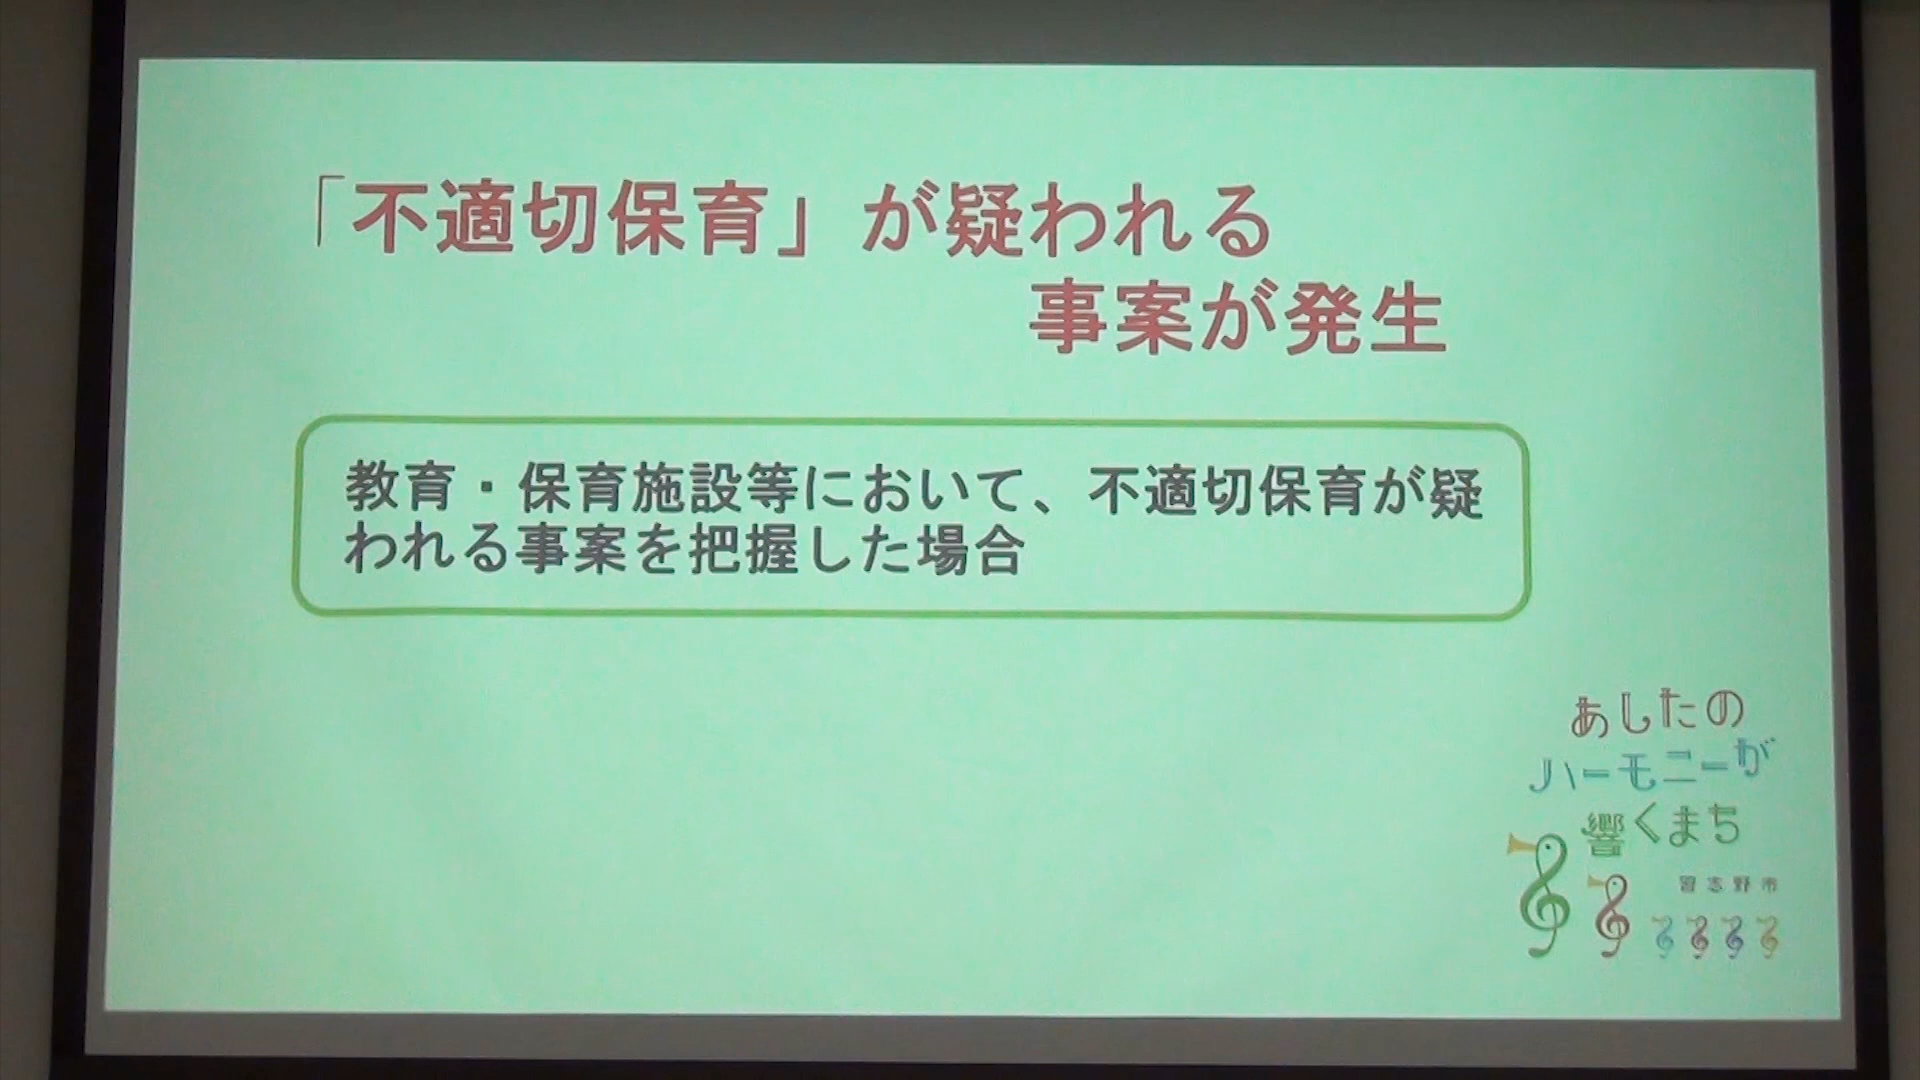 「不適切保育」が疑われる
事案が発生
教育・保育施設等において、不適切保育が疑
われる事案を把握した場合
あしたの
ハーモニーが
響くまち
習志野市